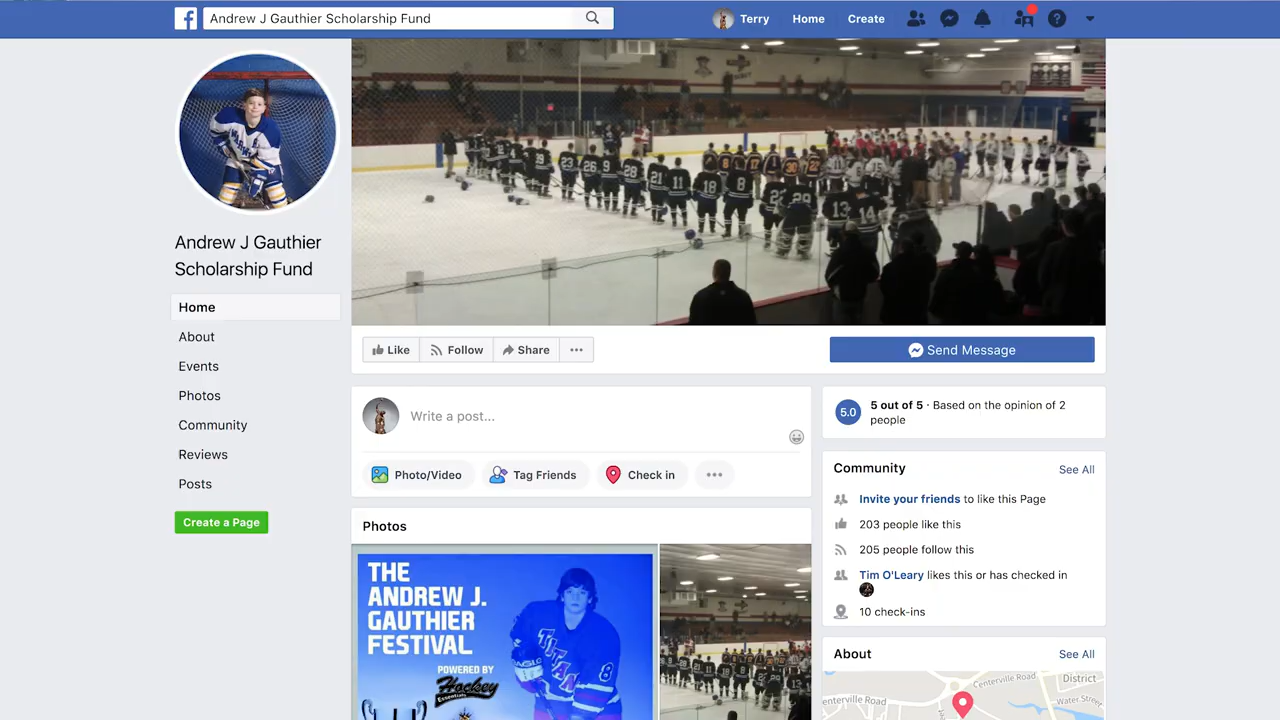 Andrew J Gauthier Scholarship Fund
Terry
Home
Create
Andrew J Gauthier
Scholarship Fund
Home
About
Events
Photos
Community
Reviews
Posts
Create a Page
Like
Follow
Share
Send Message
Write a post...
Photo/Video
Tag Friends
Check in
Photos
THE
ANDREW J.
GAUTHIER
FESTIVAL
POWERED BY
Hockey
Essentials
8
5.0
5 out of 5 · Based on the opinion of 2
people
Community
See All
Invite your friends to like this Page
203 people like this
205 people follow this
Tim O'Leary likes this or has checked in
10 check-ins
About
See All
Centerville Road
District
enterville Road
Water Street